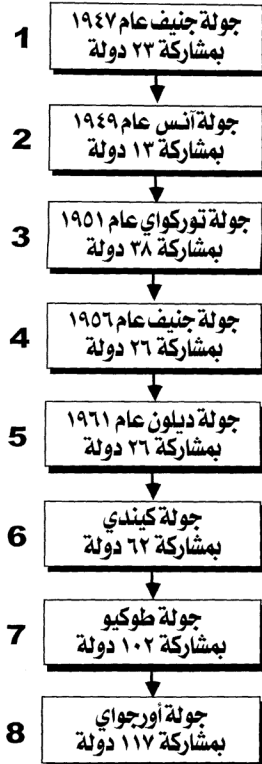 1
جولة جنيف عام ١٩٤٧
بمشاركة ٢٣ دولة
2
جولة آنس عام ١٩٤٩
بمشاركة ١٣ دولة
3
جولة توركواي عام ١٩٥١
بمشاركة ٣٨ دولة
4
جولة جنيف عام ١٩٥٦
بمشاركة ٢٦ دولة
5
جولة ديلون عام ١٩٦١
بمشاركة ٢٦ دولة
6
جولة كيندي
بمشاركة ٦٢ دولة
7
جولة طوكيو
بمشاركة ١٠٢ دولة
8
جولة أورجواي
بمشاركة ١١٧ دولة